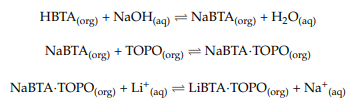 HBTA(org) + NaOH(aq) ⇌ NaBTA(org) + H2O(aq)
NaBTA(org) + TOPO(org) ⇌ NaBTA·TOPO(org)
NaBTA·TOPO(org) + Li+(aq) ⇌ LiBTA·TOPO(org) + Na+(aq)